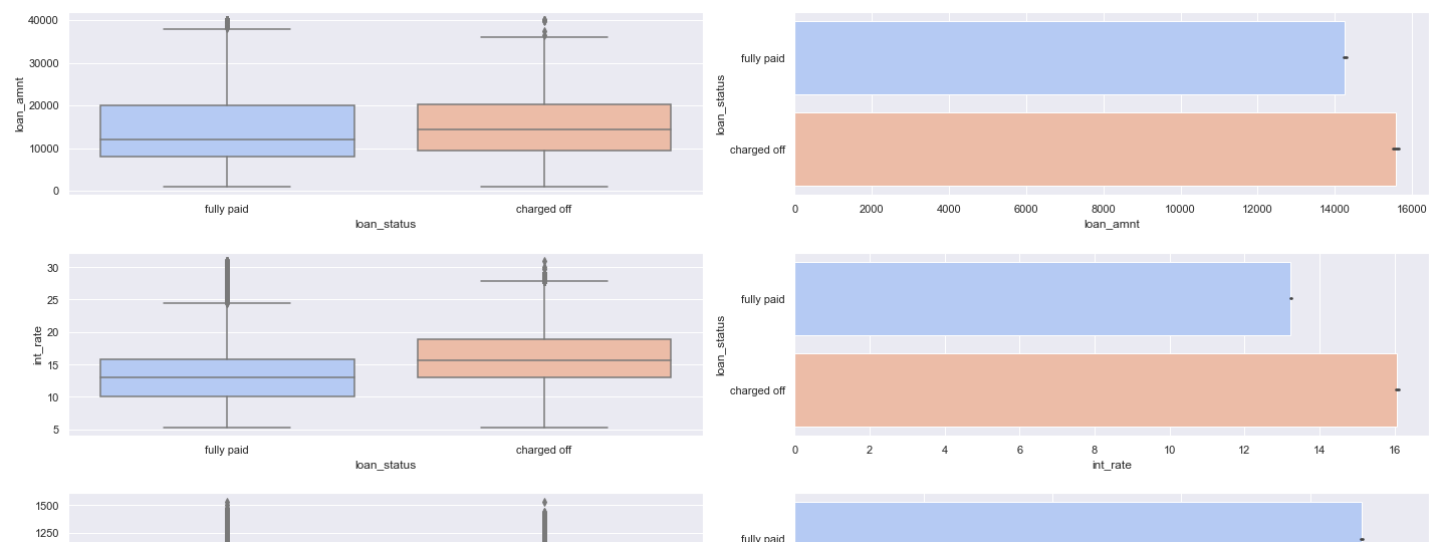 40000
30000
20000
10000
0
loan_amnt
fully paid
charged off
loan_status
fully paid
charged off
loan_status
0
2000
4000
6000
8000
10000
12000
14000
16000
loan_amnt
30
25
20
15
10
5
int_rate
fully paid
charged off
loan_status
fully paid
charged off
loan_status
0
2
4
6
8
10
12
14
16
int_rate
1500
1250
fully paid